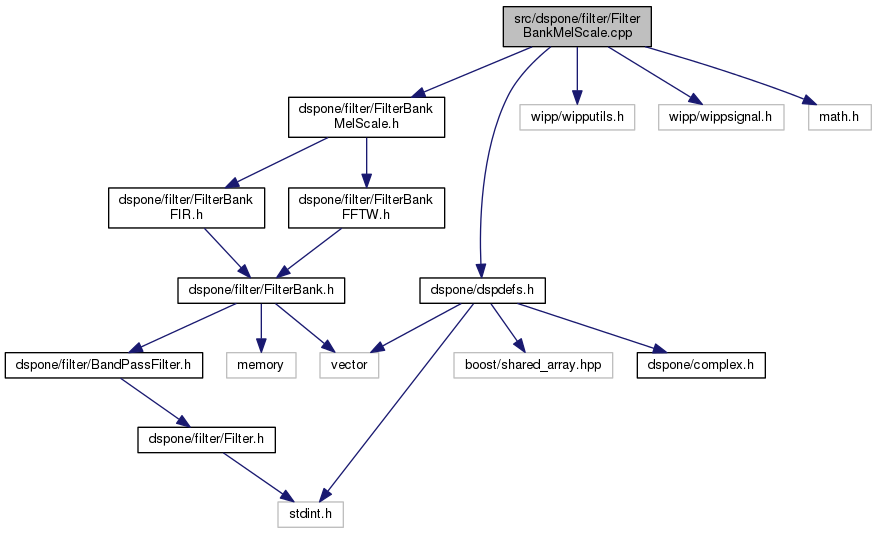 src/dspone/filter/Filter
BankMelScale.cpp
dspone/filter/FilterBank
MelScale.h
wipp/wipputils.h
wipp/wippsignal.h
math.h
dspone/filter/FilterBank
FIR.h
dspone/filter/FilterBank
FFTW.h
dspone/filter/FilterBank.h
dspone/dspdefs.h
dspone/filter/BandPassFilter.h
memory
vector
boost/shared_array.hpp
dspone/complex.h
dspone/filter/Filter.h
stdint.h